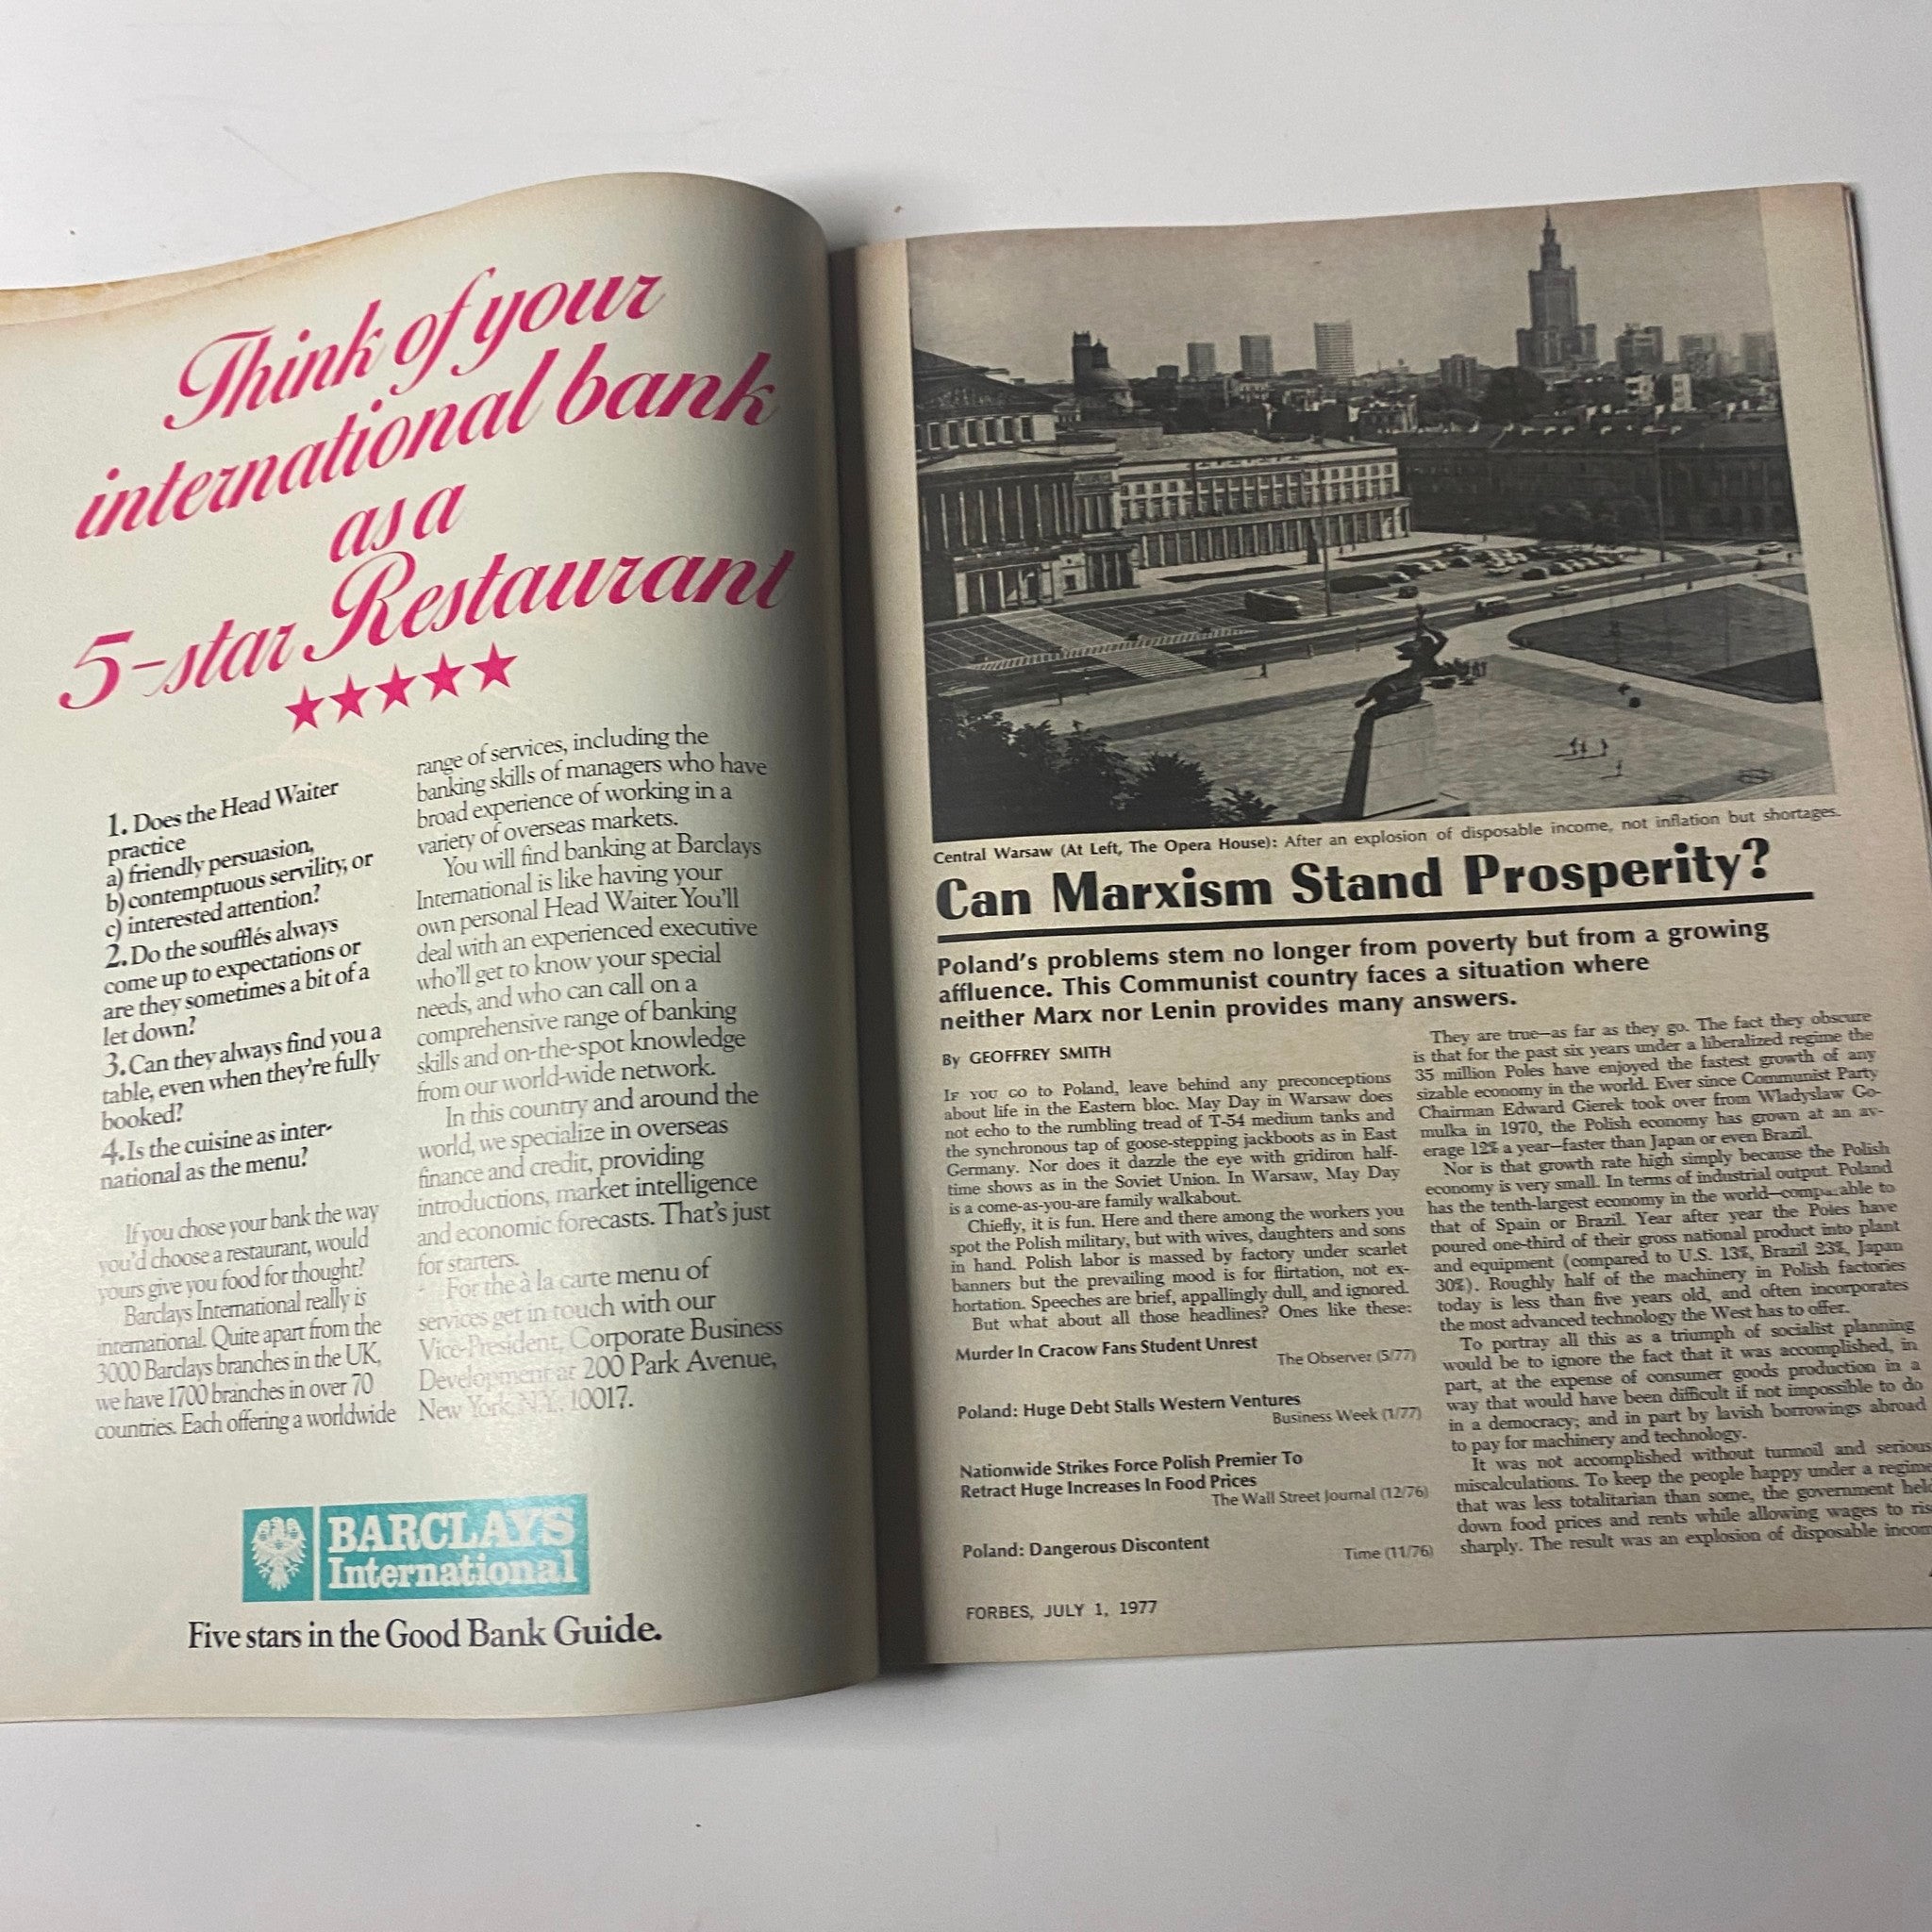 Think of your
international bank
as a
5-star Restaurant
1. Does the Head Waiter
practice
a) friendly persuasion,
b) contemptuous servility, or
c) interested attention?
2. Do the soufflés always
come up to expectations or
are they sometimes a bit of a
let down?
3. Can they always find you a
table, even when they're fully
booked?
4. Is the cuisine as inter-
national as the menu?
If you chose your bank the way
you'd choose a restaurant, would
yours give you food for thought?
Barclays International really is
international. Quite apart from the
3000 Barclays branches in the UK,
we have 1700 branches in over 70
countries. Each offering a worldwide
range of services, including the
banking skills of managers who have
broad experience of working in a
variety of overseas markets.
You will find banking at Barclays
International is like having your
own personal Head Waiter. You'll
deal with an experienced executive
who'll get to know your special
needs, and who can call on a
comprehensive range of banking
skills and on-the-spot knowledge
from our world-wide network.
In this country and around the
world, we specialize in overseas
finance and credit, providing
introductions, market intelligence
and economic forecasts. That's just
for starters.
For the à la carte menu of
services get in touch with our
Vice-President, Corporate Business
Development at 200 Park Avenue,
New York, N.Y. 10017.
BARCLAYS
International
Five stars in the Good Bank Guide.
Central Warsaw (At Left, The Opera House): After an explosion of disposable income, not inflation but shortages.
Can Marxism Stand Prosperity?
Poland's problems stem no longer from poverty but from a growing
affluence. This Communist country faces a situation where
neither Marx nor Lenin provides many answers.
By GEOFFREY SMITH
IF YOU GO to Poland, leave behind any preconceptions
about life in the Eastern bloc. May Day in Warsaw does
not echo to the rumbling tread of T-54 medium tanks and
the synchronous tap of goose-stepping jackboots as in East
Germany. Nor does it dazzle the eye with gridiron half-
time shows as in the Soviet Union. In Warsaw, May Day
is a come-as-you-are family walkabout.
Chiefly, it is fun. Here and there among the workers you
spot the Polish military, but with wives, daughters and sons
in hand. Polish labor is massed by factory under scarlet
banners but the prevailing mood is for flirtation, not ex-
hortation. Speeches are brief, appallingly dull, and ignored.
But what about all those headlines? Ones like these:
Murder In Cracow Fans Student Unrest
The Observer (5/77)
Poland: Huge Debt Stalls Western Ventures
Business Week (1/77)
Nationwide Strikes Force Polish Premier To
Retract Huge Increases In Food Prices
The Wall Street Journal (12/76)
Poland: Dangerous Discontent
Time (11/76)
They are true—as far as they go. The fact they obscure
is that for the past six years under a liberalized regime the
35 million Poles have enjoyed the fastest growth of any
sizable economy in the world. Ever since Communist Party
Chairman Edward Gierek took over from Wladyslaw Go-
mulka in 1970, the Polish economy has grown at an av-
erage 12% a year—faster than Japan or even Brazil.
Nor is that growth rate high simply because the Polish
economy is very small. In terms of industrial output, Poland
has the tenth-largest economy in the world—comparable to
that of Spain or Brazil. Year after year the Poles have
poured one-third of their gross national product into plant
and equipment (compared to U.S. 13%, Brazil 23%, Japan
30%). Roughly half of the machinery in Polish factories
today is less than five years old, and often incorporates
the most advanced technology the West has to offer.
To portray all this as a triumph of socialist planning
would be to ignore the fact that it was accomplished, in
part, at the expense of consumer goods production in a
way that would have been difficult if not impossible to do
in a democracy; and in part by lavish borrowings abroad
to pay for machinery and technology.
It was not accomplished without turmoil and serious
miscalculations. To keep the people happy under a regime
that was less totalitarian than some, the government held
down food prices and rents while allowing wages to ris
sharply. The result was an explosion of disposable incom
FORBES, JULY 1, 1977